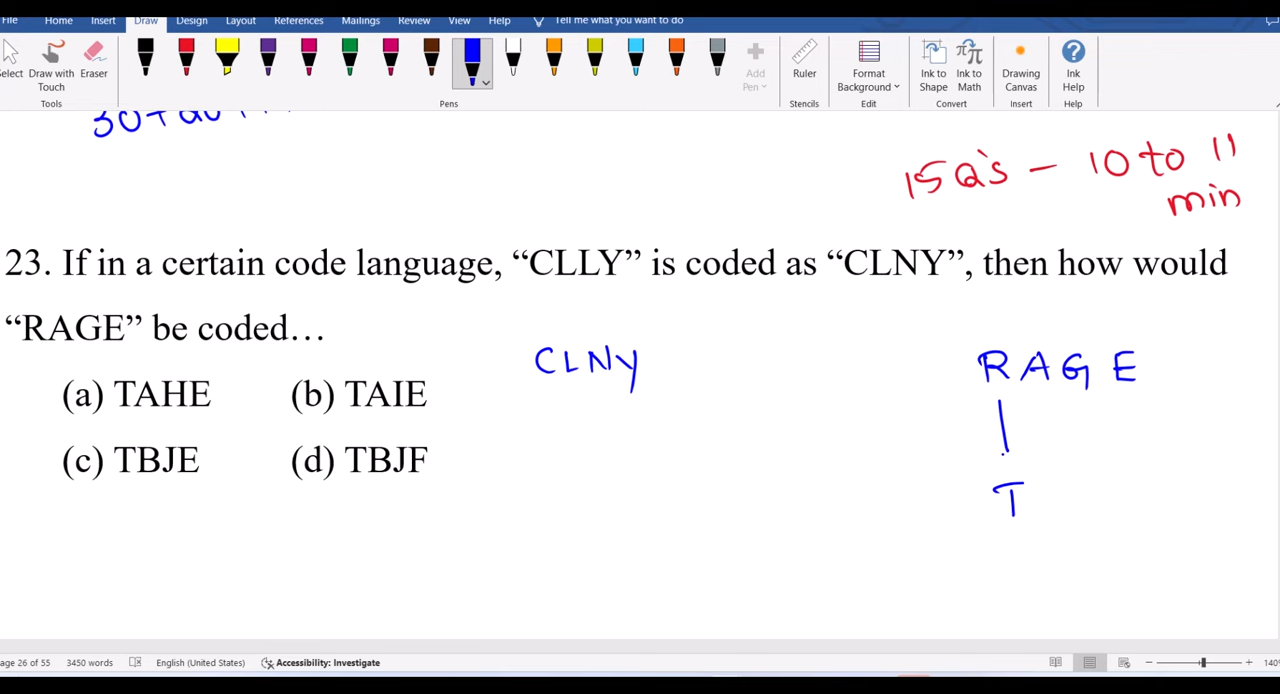 File Home Insert Draw Design Layout References Mailings Review View Help Tell me what you want to do
Select Draw with Touch Eraser Add Pen Ruler Format Background Ink to Shape Ink to Math Drawing Canvas Ink Help
Tools Pens Stencils Edit Convert Insert Help
15 Q's - 10 to 11
min
23. If in a certain code language, “CLLY” is coded as “CLNY”, then how would
“RAGE” be coded…
CLNY
R A G E
(a) TAHE (b) TAIE
(c) TBJE (d) TBJF
T
age 26 of 55 3450 words English (United States) Accessibility: Investigate 140%